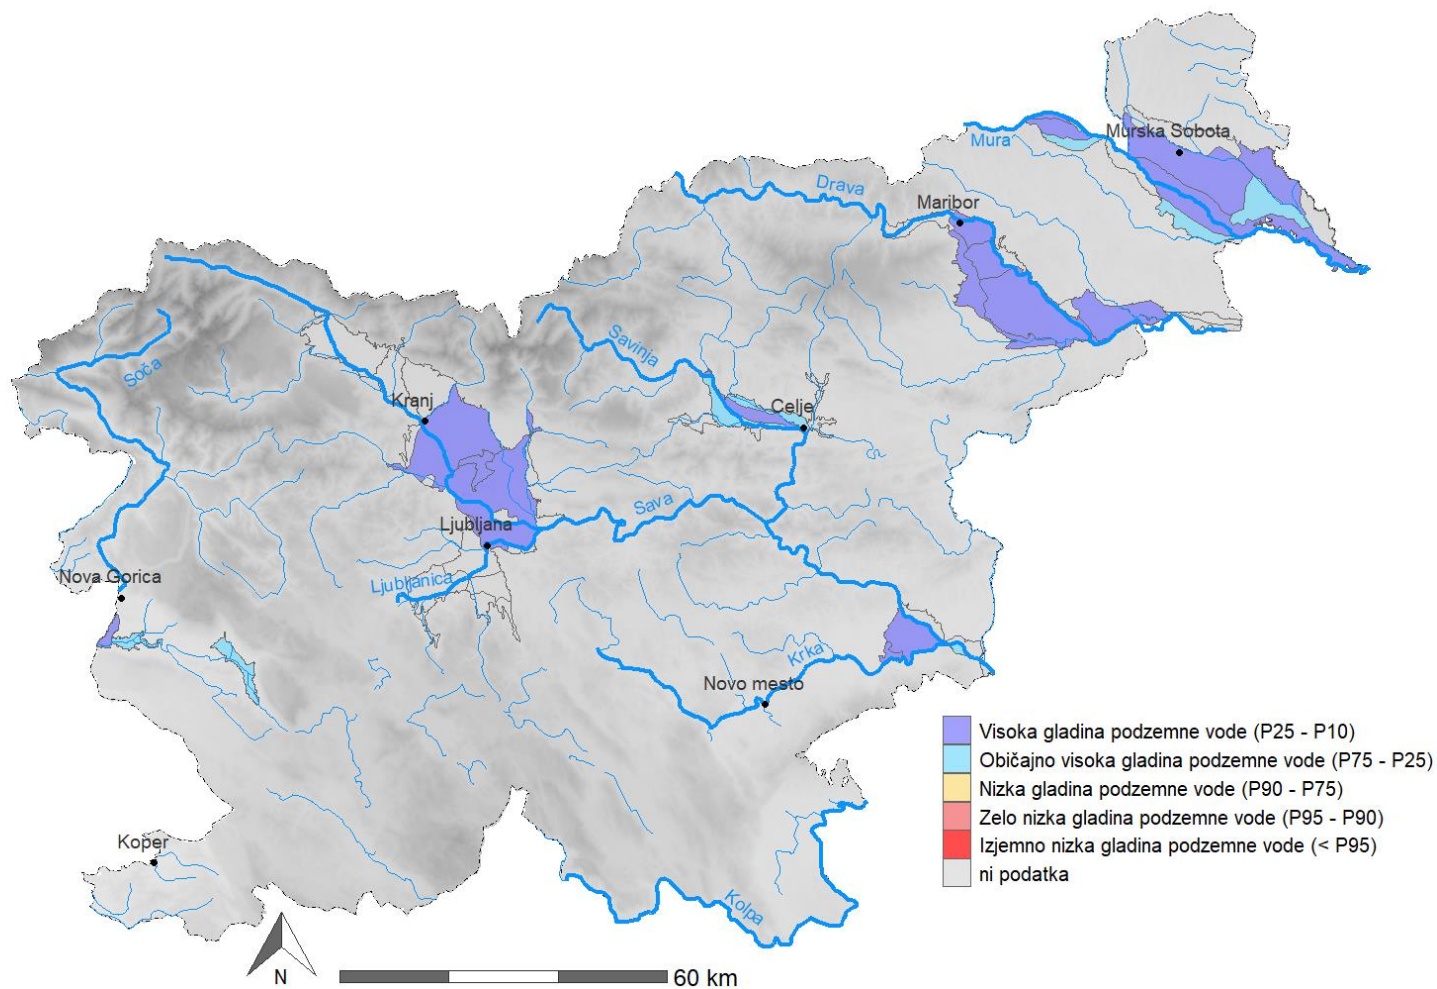 Mura
Murska Sobota
Drava
Maribor
Soča
Savinja
Kranj
Celje
Sava
Ljubljana
Ljubljanica
Nova Gorica
Krka
Novo mesto
Visoka gladina podzemne vode (P25 - P10)
Običajno visoka gladina podzemne vode (P75 - P25)
Nizka gladina podzemne vode (P90 - P75)
Zelo nizka gladina podzemne vode (P95 - P90)
Izjemno nizka gladina podzemne vode (< P95)
ni podatka
Koper
Kolpa
N
60 km